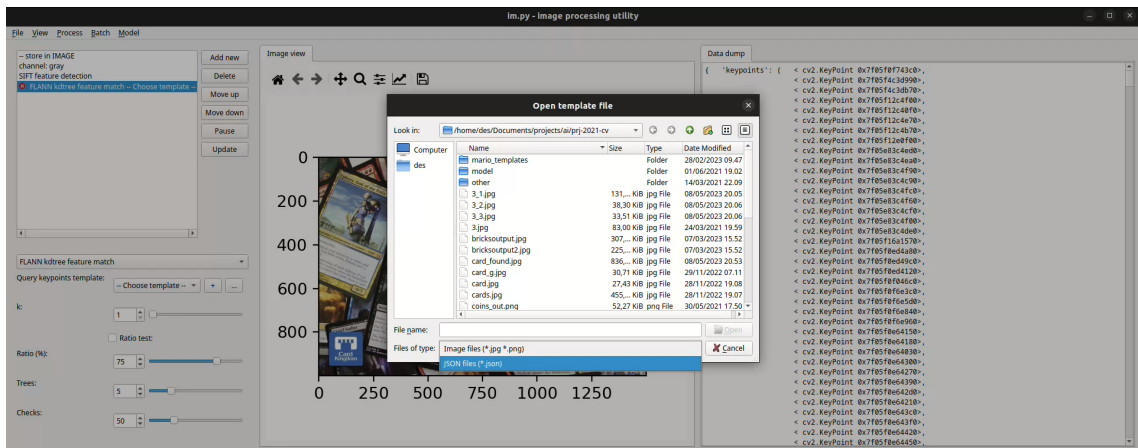 im.py - image processing utility
File View Process Batch Model
-- store in IMAGE
channel: gray
SIFT feature detection
FLANN kdtree feature match -- Choose template --
Add new
Delete
Move up
Move down
Pause
Update
FLANN kdtree feature match
Query keypoints template:
-- Choose template --
+
...
k:
1
Ratio test:
Ratio (%):
75
Trees:
5
Checks:
50
Image view
0
200
400
600
800
0 250 500 750 1000 1250
Card
Kingdom
Open template file
Look in:
/home/des/Documents/projects/ai/prj-2021-cv
Computer
des
Name Size Type Date Modified
mario_templates Folder 28/02/2023 09.47
model Folder 01/06/2021 19.02
other Folder 14/03/2021 22.09
3_1.jpg 131,... KiB jpg File 08/05/2023 20.05
3_2.jpg 38,30 KiB jpg File 08/05/2023 20.06
3_3.jpg 33,51 KiB jpg File 08/05/2023 20.06
3.jpg 83,00 KiB jpg File 24/03/2021 19.59
bricksoutput.jpg 307,... KiB jpg File 07/03/2023 15.52
bricksoutput2.jpg 225,... KiB jpg File 07/03/2023 15.52
card_found.jpg 836,... KiB jpg File 08/05/2023 20.53
card_g.jpg 30,71 KiB jpg File 29/11/2022 07.11
card.jpg 27,43 KiB jpg File 28/11/2022 19.08
cards.jpg 455,... KiB jpg File 28/11/2022 19.07
coins_out.png 52,27 KiB png File 30/05/2021 17.50
File name:
Open
Files of type:
Image files (*.jpg *.png)
JSON files (*.json)
Cancel
Data dump
{ 'keypoints': ( < cv2.KeyPoint 0x7f05f0f743c0>,
< cv2.KeyPoint 0x7f05f4c3d990>,
< cv2.KeyPoint 0x7f05f4c3db70>,
< cv2.KeyPoint 0x7f05f12c4f00>,
< cv2.KeyPoint 0x7f05f12c40f0>,
< cv2.KeyPoint 0x7f05f12c4e70>,
< cv2.KeyPoint 0x7f05f12c4b70>,
< cv2.KeyPoint 0x7f05f12e0f00>,
< cv2.KeyPoint 0x7f05e83c4ed0>,
< cv2.KeyPoint 0x7f05e83c4ea0>,
< cv2.KeyPoint 0x7f05e83c4f90>,
< cv2.KeyPoint 0x7f05e83c4c90>,
< cv2.KeyPoint 0x7f05e83c4fc0>,
< cv2.KeyPoint 0x7f05e83c4f60>,
< cv2.KeyPoint 0x7f05e83c4cf0>,
< cv2.KeyPoint 0x7f05e83c4f00>,
< cv2.KeyPoint 0x7f05e83c4de0>,
< cv2.KeyPoint 0x7f05f16a1570>,
< cv2.KeyPoint 0x7f05f0ed4a80>,
< cv2.KeyPoint 0x7f05f0ed49c0>,
< cv2.KeyPoint 0x7f05f0ed4120>,
< cv2.KeyPoint 0x7f05f0f046c0>,
< cv2.KeyPoint 0x7f05f0f6e3c0>,
< cv2.KeyPoint 0x7f05f0f6e5d0>,
< cv2.KeyPoint 0x7f05f0f6e840>,
< cv2.KeyPoint 0x7f05f0f6e960>,
< cv2.KeyPoint 0x7f05f0e64150>,
< cv2.KeyPoint 0x7f05f0e64180>,
< cv2.KeyPoint 0x7f05f0e64030>,
< cv2.KeyPoint 0x7f05f0e64300>,
< cv2.KeyPoint 0x7f05f0e64270>,
< cv2.KeyPoint 0x7f05f0e64390>,
< cv2.KeyPoint 0x7f05f0e642d0>,
< cv2.KeyPoint 0x7f05f0e64210>,
< cv2.KeyPoint 0x7f05f0e643c0>,
< cv2.KeyPoint 0x7f05f0e643f0>,
< cv2.KeyPoint 0x7f05f0e64420>,
< cv2.KeyPoint 0x7f05f0e64450>,